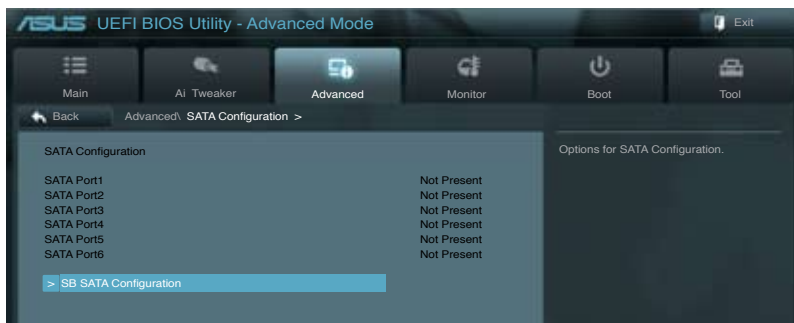 ASUS UEFI BIOS Utility - Advanced Mode
Exit
Main
Ai Tweaker
Advanced
Monitor
Boot
Tool
Back
Advanced\ SATA Configuration >
SATA Configuration
SATA Port1 Not Present
SATA Port2 Not Present
SATA Port3 Not Present
SATA Port4 Not Present
SATA Port5 Not Present
SATA Port6 Not Present
> SB SATA Configuration
Options for SATA Configuration.